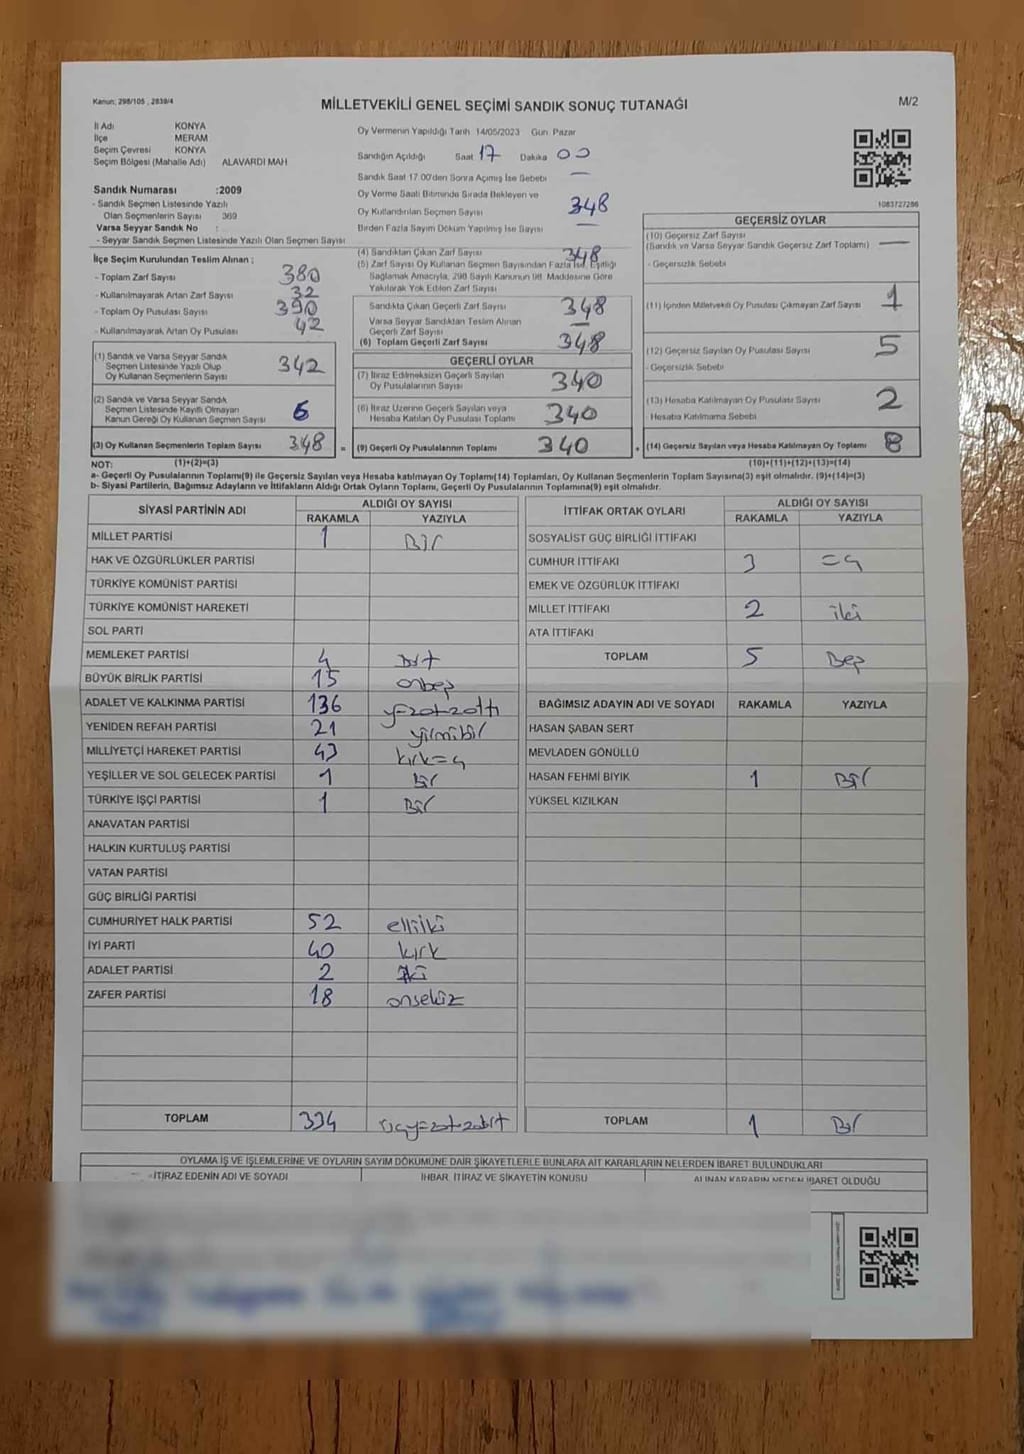 Kanun: 298/105 , 2839/4
MİLLETVEKİLİ GENEL SEÇİMİ SANDIK SONUÇ TUTANAĞI
M/2
İl Adı KONYA
İlçe MERAM
Seçim Çevresi KONYA
Seçim Bölgesi (Mahalle Adı) ALAVARDI MAH
Sandık Numarası :2009
- Sandık Seçmen Listesinde Yazılı
Olan Seçmenlerin Sayısı 369
Varsa Seyyar Sandık No :
- Seyyar Sandık Seçmen Listesinde Yazılı Olan Seçmen Sayısı
Oy Vermenin Yapıldığı Tarih 14/05/2023 Gün Pazar
Sandığın Açıldığı Saat 17 Dakika 00
Sandık Saat 17.00'den Sonra Açımış İse Sebebi —
Oy Verme Saati Bitiminde Sırada Bekleyen ve
Oy Kullandırılan Seçmen Sayısı 348
Birden Fazla Sayım Döküm Yapılmış İse Sayısı —
1083727286
İlçe Seçim Kurulundan Teslim Alınan :
- Toplam Zarf Sayısı 380
- Kullanılmayarak Artan Zarf Sayısı 32
- Toplam Oy Pusulası Sayısı 390
- Kullanılmayarak Artan Oy Pusulası 42
(4) Sandıktan Çıkan Zarf Sayısı 348
(5) Zarf Sayısı Oy Kullanan Seçmen Sayısından Fazla İse, Eşitliği
Sağlamak Amacıyla, 298 Sayılı Kanunun 98. Maddesine Göre
Yakılarak Yok Edilen Zarf Sayısı
Sandıkta Çıkan Geçerli Zarf Sayısı 348
Varsa Seyyar Sandıktan Teslim Alınan
Geçerli Zarf Sayısı —
(6) Toplam Geçerli Zarf Sayısı 348
GEÇERSİZ OYLAR
(10) Geçersiz Zarf Sayısı
(Sandık ve Varsa Seyyar Sandık Geçersiz Zarf Toplamı) —
- Geçersizlik Sebebi
(11) İçinden Milletvekili Oy Pusulası Çıkmayan Zarf Sayısı 1
(12) Geçersiz Sayılan Oy Pusulası Sayısı 5
- Geçersizlik Sebebi
(13) Hesaba Katılmayan Oy Pusulası Sayısı 2
Hesaba Katılmama Sebebi
(1) Sandık ve Varsa Seyyar Sandık
Seçmen Listesinde Yazılı Olup
Oy Kullanan Seçmenlerin Sayısı 342
(2) Sandık ve Varsa Seyyar Sandık
Seçmen Listesinde Kayıtlı Olmayan
Kanun Gereği Oy Kullanan Seçmen Sayısı 6
GEÇERLİ OYLAR
(7) İtiraz Edilmeksizin Geçerli Sayılan
Oy Pusulalarının Sayısı 340
(8) İtiraz Üzerine Geçerli Sayılan veya
Hesaba Katılan Oy Pusulası Toplamı 340
(3) Oy Kullanan Seçmenlerin Toplam Sayısı 348 = (9) Geçerli Oy Pusulalarının Toplamı 340 + (14) Geçersiz Sayılan veya Hesaba Katılmayan Oy Toplamı 8
NOT: (1)+(2)=(3) (10)+(11)+(12)+(13)=(14)
a- Geçerli Oy Pusulalarının Toplamı(9) ile Geçersiz Sayılan veya Hesaba katılmayan Oy Toplamı(14) Toplamları, Oy Kullanan Seçmenlerin Toplam Sayısına(3) eşit olmalıdır. (9)+(14)=(3)
b- Siyasi Partilerin, Bağımsız Adayların ve İttifakların Aldığı Ortak Oyların Toplamı, Geçerli Oy Pusulalarının Toplamına(9) eşit olmalıdır.
SİYASİ PARTİNİN ADI ALDIĞI OY SAYISI
RAKAMLA YAZIYLA
MİLLET PARTİSİ 1 Bir
HAK VE ÖZGÜRLÜKLER PARTİSİ
TÜRKİYE KOMÜNİST PARTİSİ
TÜRKİYE KOMÜNİST HAREKETİ
SOL PARTİ
MEMLEKET PARTİSİ 4 Dört
BÜYÜK BİRLİK PARTİSİ 15 onbeş
ADALET VE KALKINMA PARTİSİ 136 yüzotuzaltı
YENİDEN REFAH PARTİSİ 21 yirmibir
MİLLİYETÇİ HAREKET PARTİSİ 43 kırküç
YEŞİLLER VE SOL GELECEK PARTİSİ 1 bir
TÜRKİYE İŞÇİ PARTİSİ 1 Bir
ANAVATAN PARTİSİ
HALKIN KURTULUŞ PARTİSİ
VATAN PARTİSİ
GÜÇ BİRLİĞİ PARTİSİ
CUMHURİYET HALK PARTİSİ 52 elliiki
İYİ PARTİ 40 kırk
ADALET PARTİSİ 2 İki
ZAFER PARTİSİ 18 onsekiz
TOPLAM 334 üçyüzotuzdört
İTTİFAK ORTAK OYLARI ALDIĞI OY SAYISI
RAKAMLA YAZIYLA
SOSYALİST GÜÇ BİRLİĞİ İTTİFAKI
CUMHUR İTTİFAKI 3 üç
EMEK VE ÖZGÜRLÜK İTTİFAKI
MİLLET İTTİFAKI 2 iki
ATA İTTİFAKI
TOPLAM 5 Beş
BAĞIMSIZ ADAYIN ADI VE SOYADI RAKAMLA YAZIYLA
HASAN ŞABAN SERT
MEVLADEN GÖNÜLLÜ
HASAN FEHMİ BIYIK 1 Bir
YÜKSEL KIZILKAN
TOPLAM 1 Bir
OYLAMA İŞ VE İŞLEMLERİNE VE OYLARIN SAYIM DÖKÜMÜNE DAİR ŞİKAYETLERLE BUNLARA AİT KARARLARIN NELERDEN İBARET BULUNDUKLARI
İTİRAZ EDENİN ADI VE SOYADI İHBAR, İTİRAZ VE ŞİKAYETİN KONUSU ALINAN KARARIN NEDEN İBARET OLDUĞU